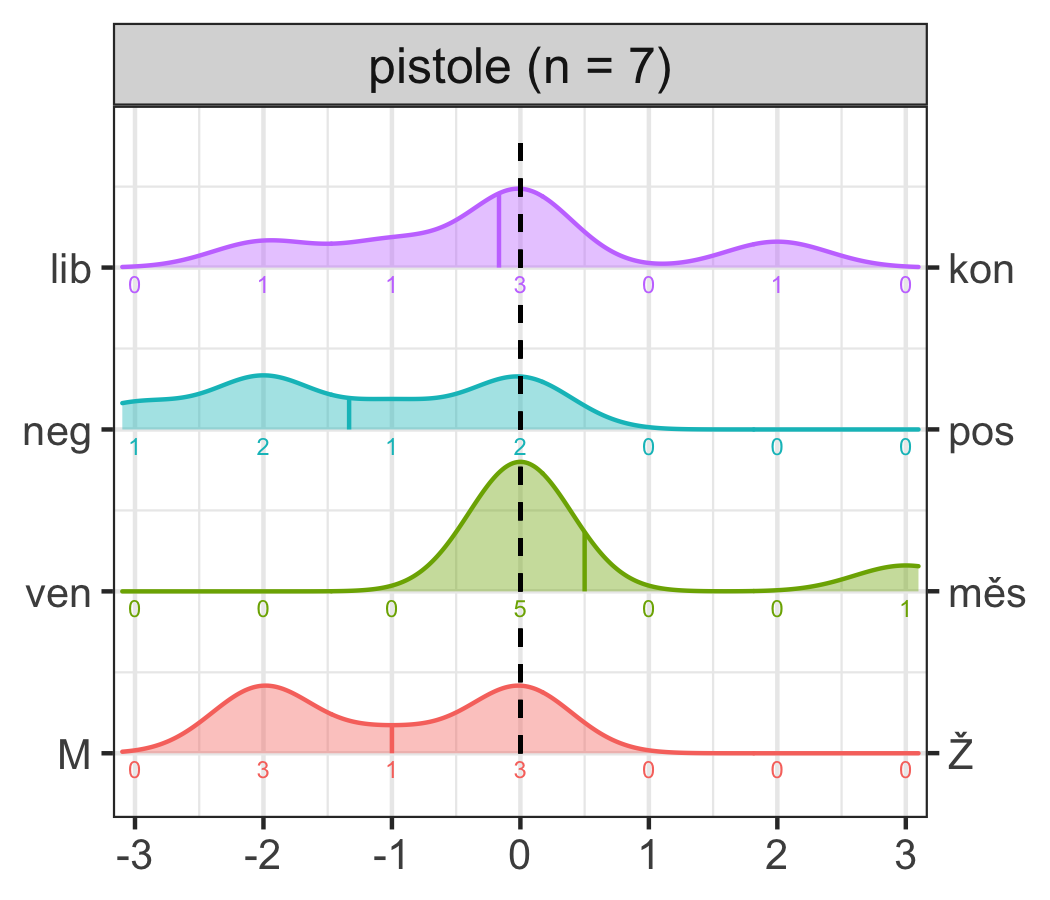 pistole (n = 7)
lib kon
0 1 1 3 0 1 0
neg pos
1 2 1 2 0 0 0
ven měs
0 0 0 5 0 0 1
M Ž
0 3 1 3 0 0 0
-3 -2 -1 0 1 2 3